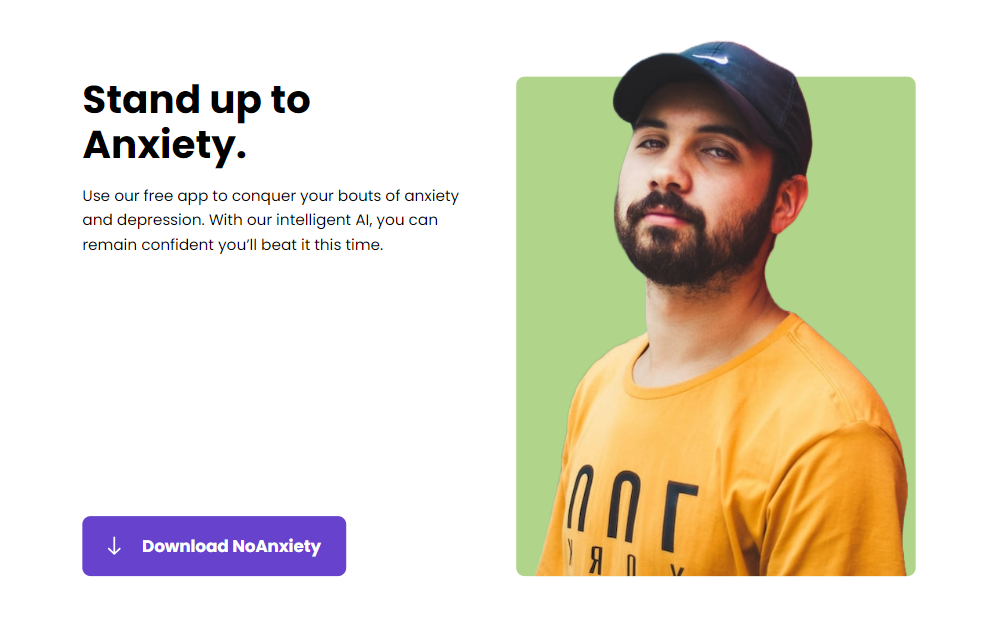 Stand up to
Anxiety.
Use our free app to conquer your bouts of anxiety
and depression. With our intelligent AI, you can
remain confident you’ll beat it this time.
Download NoAnxiety